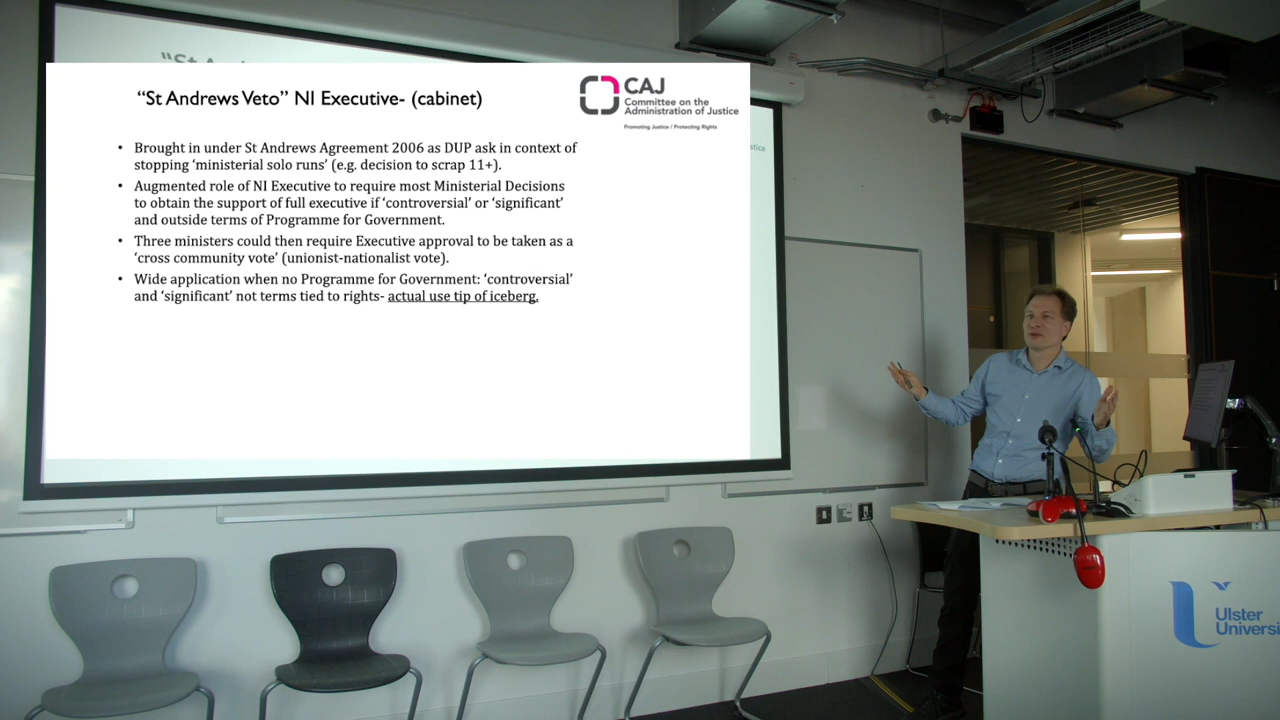 "St A
"St Andrews Veto" NI Executive- (cabinet)
CAJ
Committee on the
Administration of Justice
Promoting Justice / Protecting Rights
• Brought in under St Andrews Agreement 2006 as DUP ask in context of
stopping ‘ministerial solo runs’ (e.g. decision to scrap 11+).
• Augmented role of NI Executive to require most Ministerial Decisions
to obtain the support of full executive if ‘controversial’ or ‘significant’
and outside terms of Programme for Government.
• Three ministers could then require Executive approval to be taken as a
‘cross community vote’ (unionist-nationalist vote).
• Wide application when no Programme for Government: ‘controversial’
and ‘significant’ not terms tied to rights- actual use tip of iceberg.
stice
Ulster
Universi